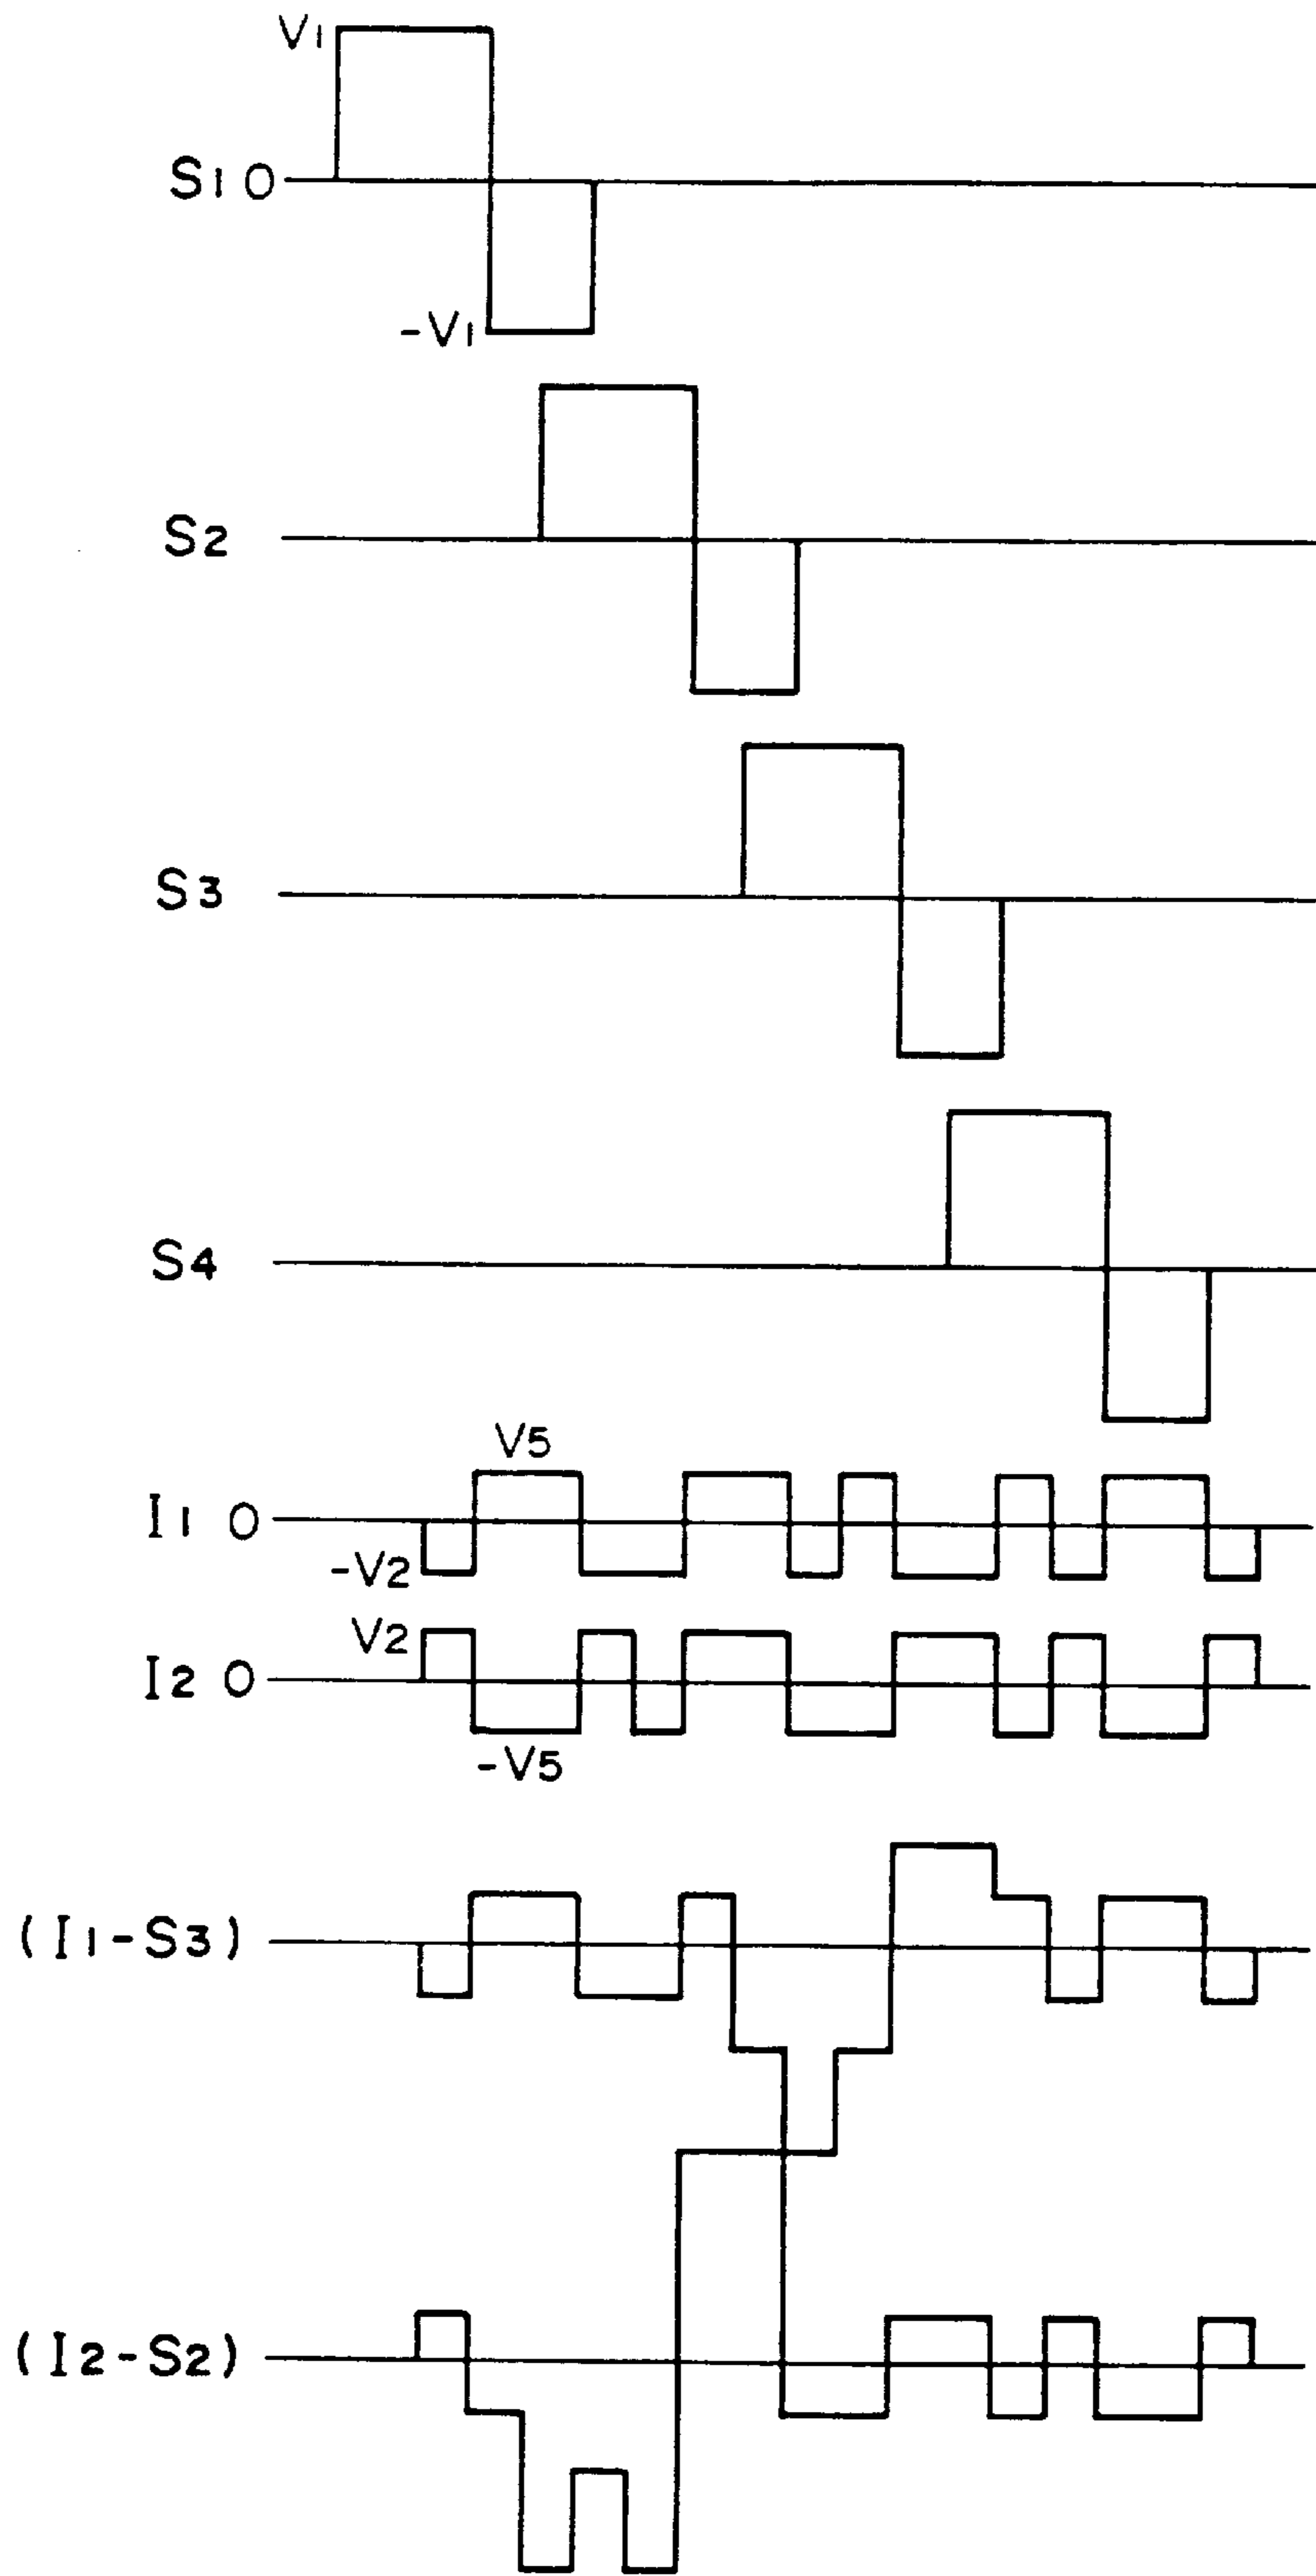 V1
S1 0
-V1
S2
S3
S4
V5
I1 0
-V2
V2
I2 0
-V5
(I1-S3)
(I2-S2)